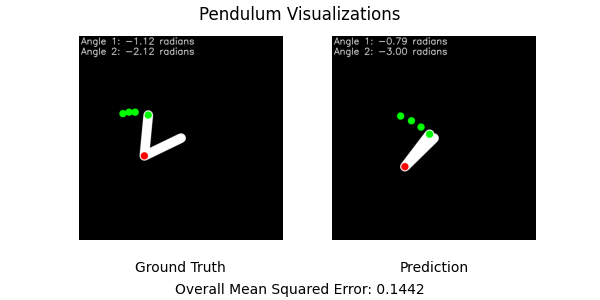 Pendulum Visualizations
Angle 1: −1.12 radians
Angle 2: −2.12 radians
Angle 1: −0.79 radians
Angle 2: −3.00 radians
Ground Truth
Prediction
Overall Mean Squared Error: 0.1442